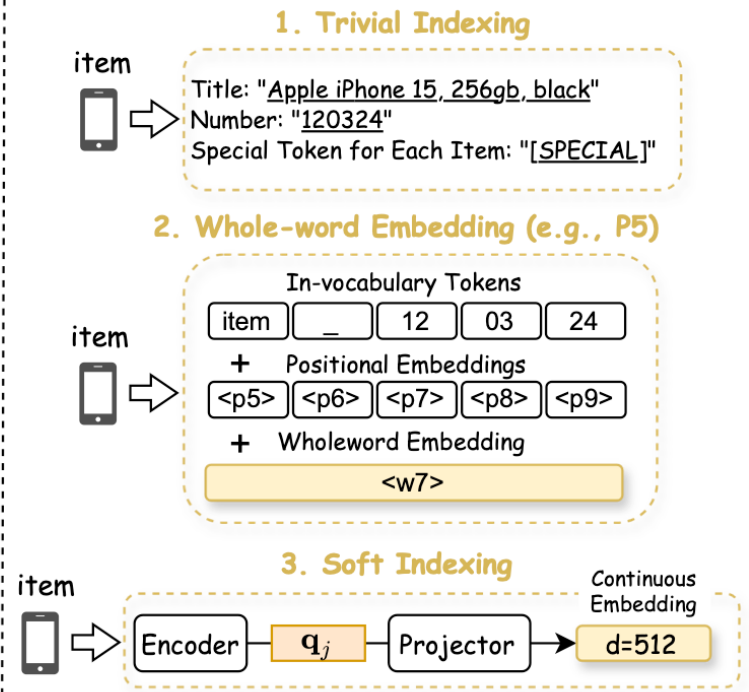 1. Trivial Indexing
item
Title: "Apple iPhone 15, 256gb, black"
Number: "120324"
Special Token for Each Item: "[SPECIAL]"
2. Whole-word Embedding (e.g., P5)
item
In-vocabulary Tokens
item _ 12 03 24
+ Positional Embeddings
<p5> <p6> <p7> <p8> <p9>
+ Wholeword Embedding
<w7>
3. Soft Indexing
item
Continuous
Embedding
Encoder qj Projector d=512